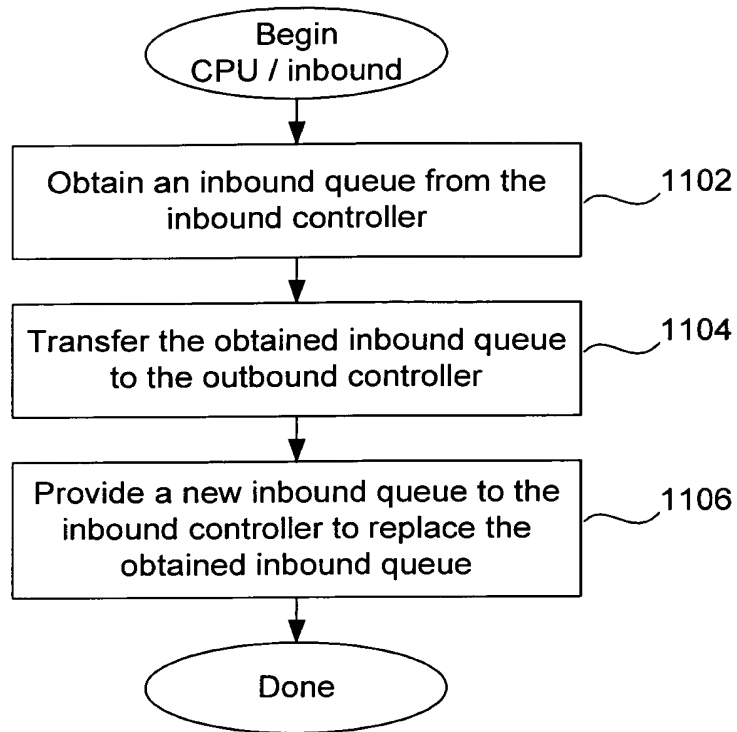 Begin
CPU / inbound
Obtain an inbound queue from the
inbound controller
1102
Transfer the obtained inbound queue
to the outbound controller
1104
Provide a new inbound queue to the
inbound controller to replace the
obtained inbound queue
1106
Done